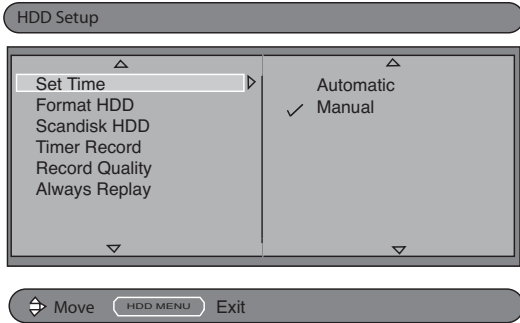 HDD Setup
Set Time
Format HDD
Scandisk HDD
Timer Record
Record Quality
Always Replay
Automatic
Manual
Move HDD MENU Exit